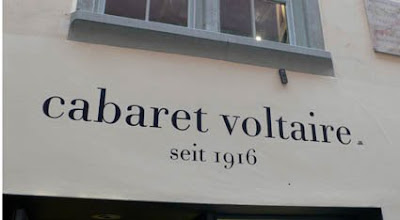 cabaret voltaire
seit 1916